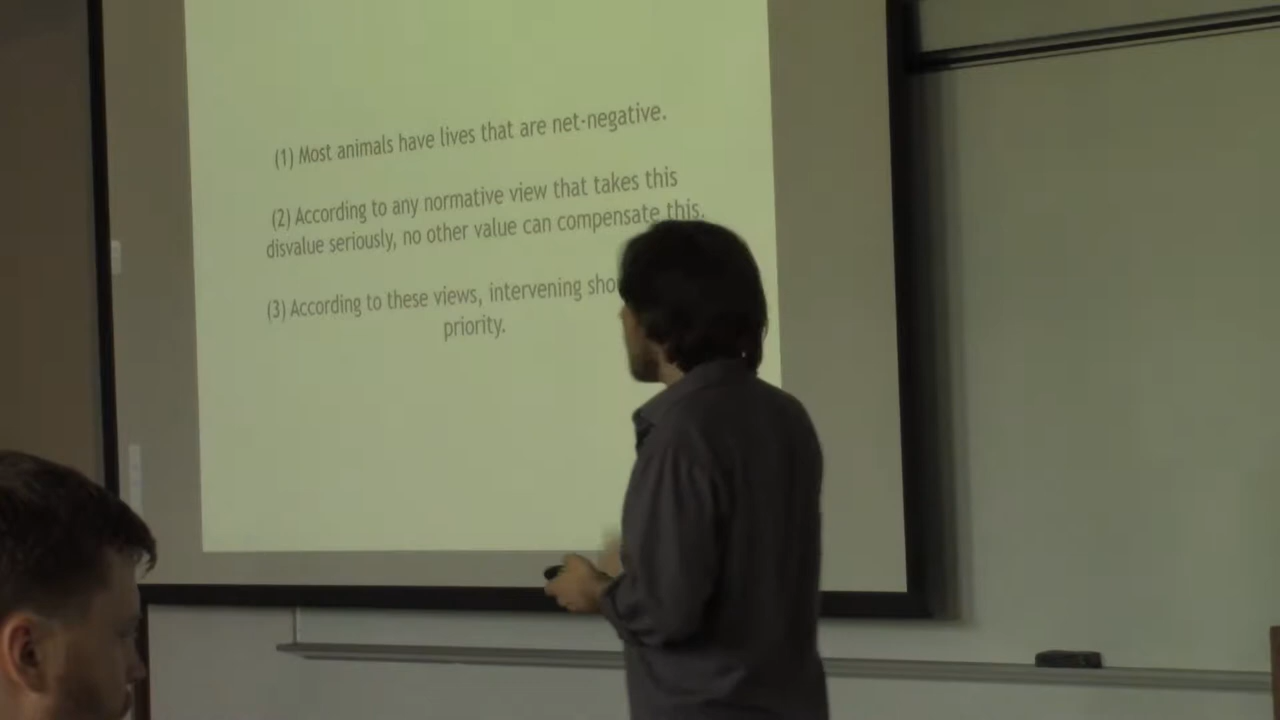 (1) Most animals have lives that are net-negative.
(2) According to any normative view that takes this
disvalue seriously, no other value can compensate this.
(3) According to these views, intervening
priority.